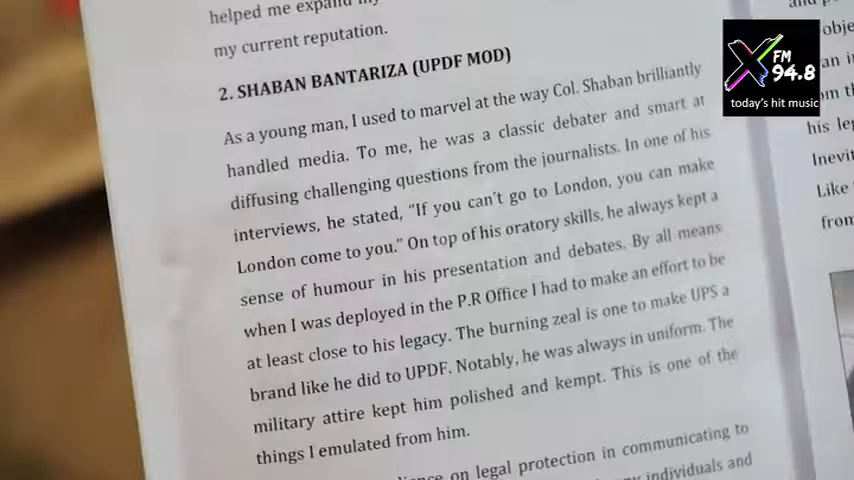 helped me expand my
my current reputation.
2. SHABAN BANTARIZA (UPDF MOD)
As a young man, I used to marvel at the way Col. Shaban brilliantly
handled media. To me, he was a classic debater and smart at
diffusing challenging questions from the journalists. In one of his
interviews, he stated, “If you can’t go to London, you can make
London come to you.” On top of his oratory skills, he always kept a
sense of humour in his presentation and debates. By all means
when I was deployed in the P.R Office I had to make an effort to be
at least close to his legacy. The burning zeal is one to make UPS a
brand like he did to UPDF. Notably, he was always in uniform. The
military attire kept him polished and kempt. This is one of the
things I emulated from him.
on legal protection in communicating to
individuals and
his leg
Inevit
Like
from
X FM
94.8
today's hit music